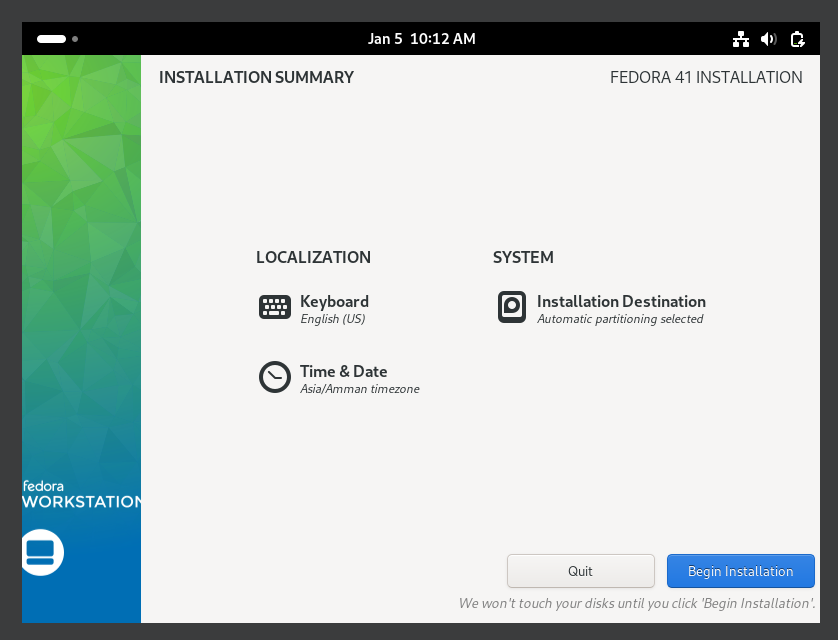 Jan 5 10:12 AM
INSTALLATION SUMMARY
FEDORA 41 INSTALLATION
LOCALIZATION
Keyboard
English (US)
Time & Date
Asia/Amman timezone
SYSTEM
Installation Destination
Automatic partitioning selected
fedora
WORKSTATION
Quit
Begin Installation
We won't touch your disks until you click 'Begin Installation'.